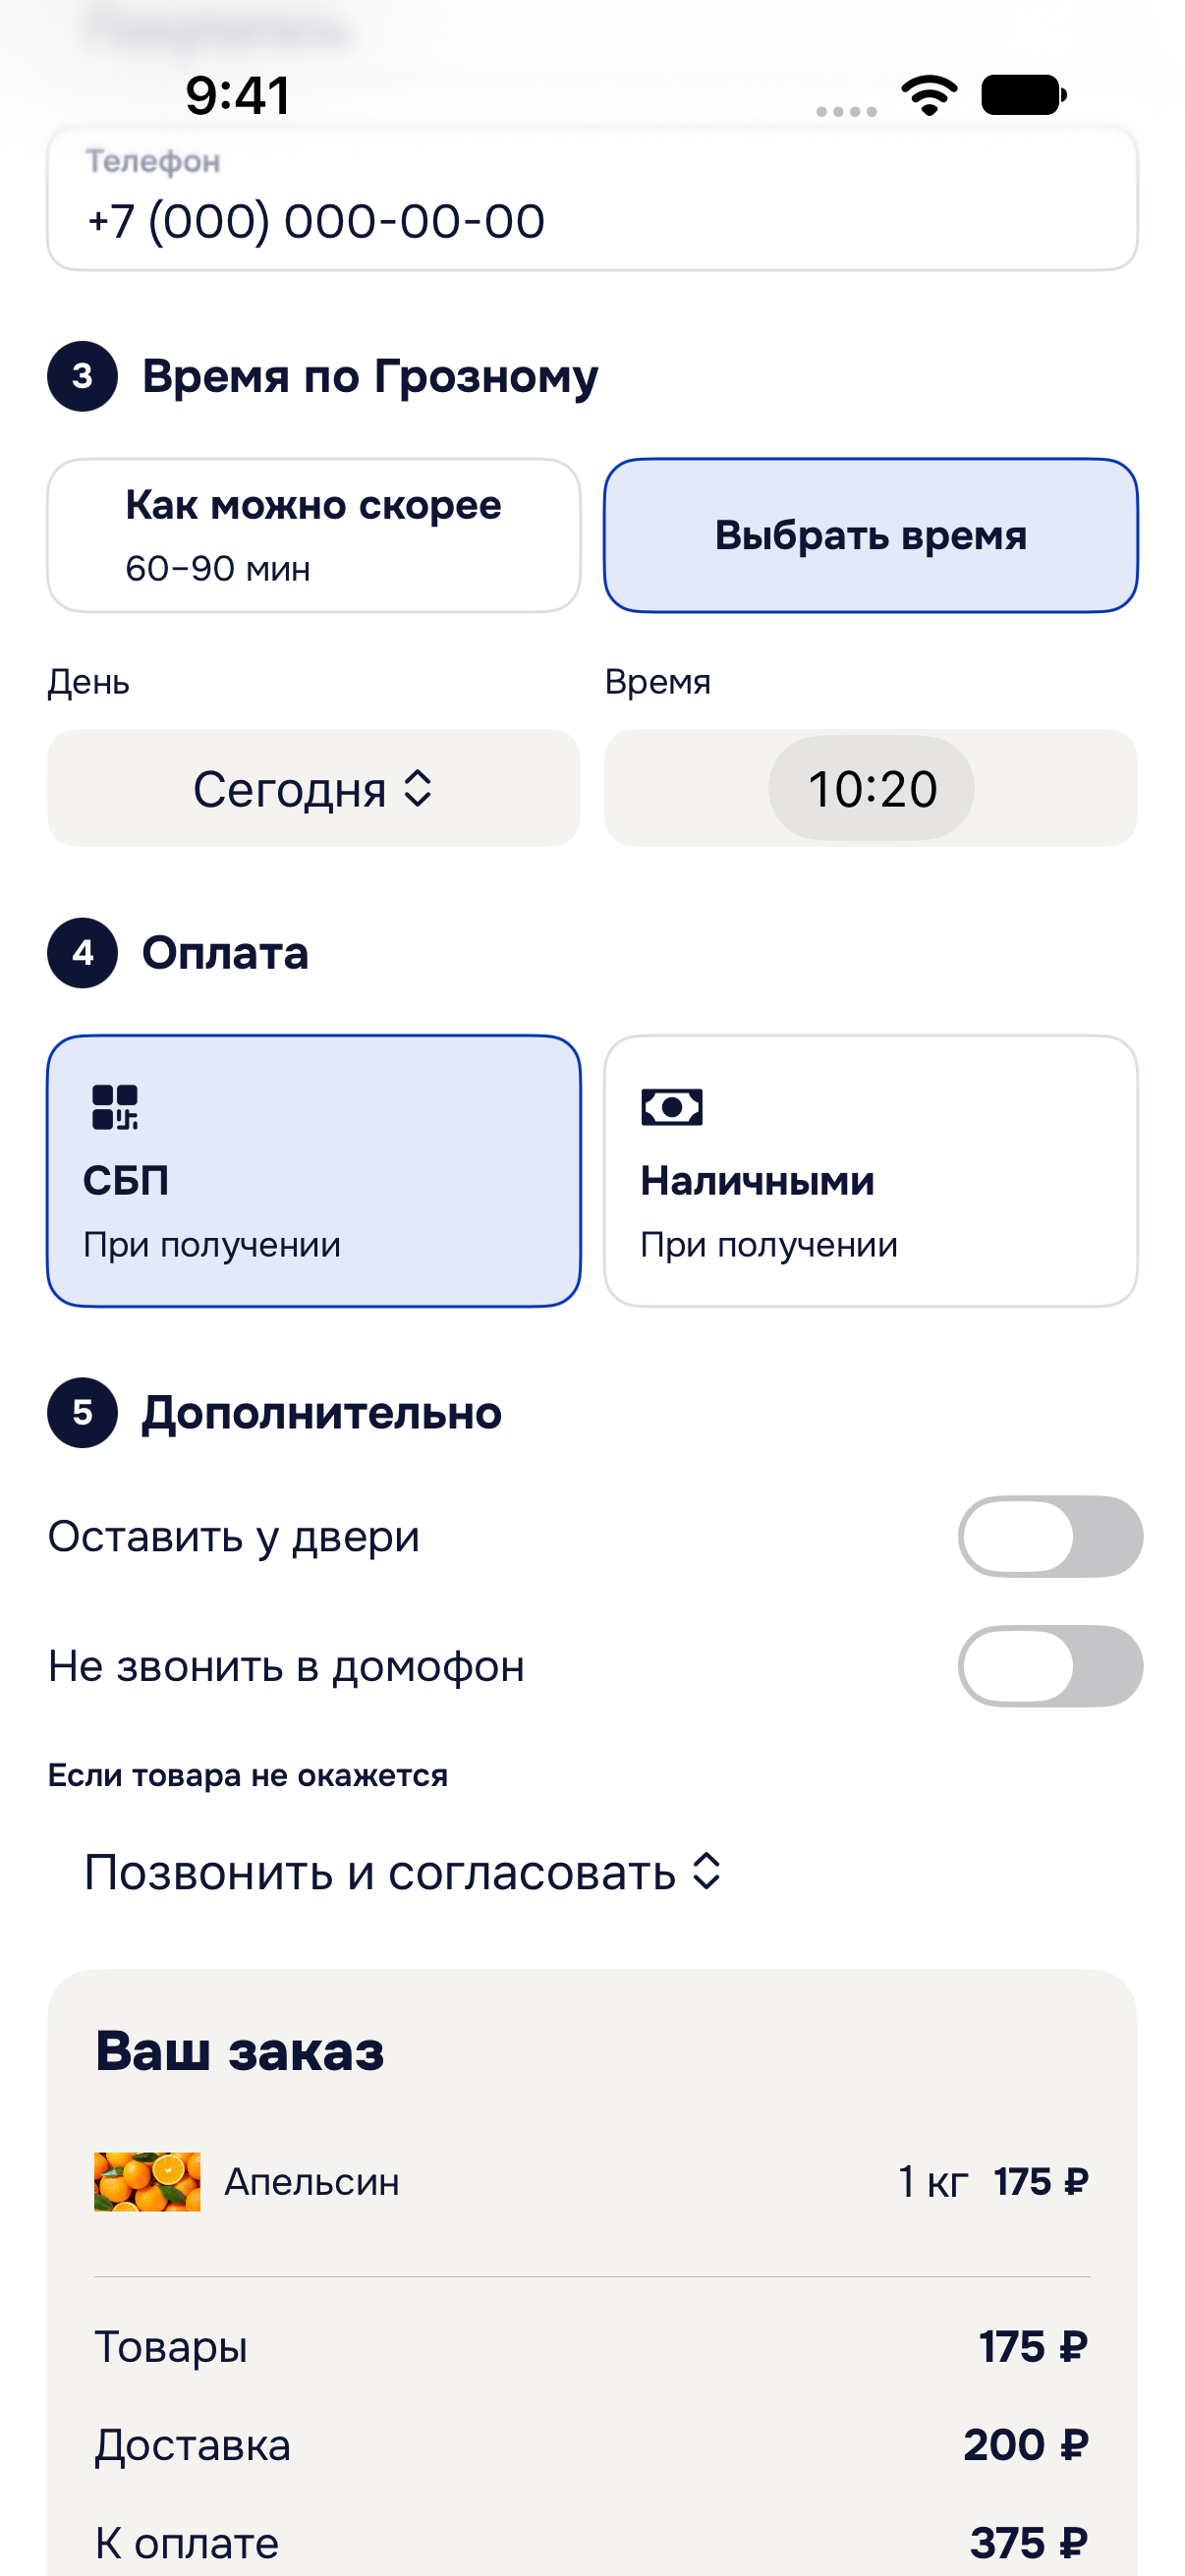 Покупатель
9:41
Телефон
+7 (000) 000-00-00
3 Время по Грозному
Как можно скорее
60–90 мин
Выбрать время
День
Время
Сегодня
10:20
4 Оплата
СБП
При получении
Наличными
При получении
5 Дополнительно
Оставить у двери
Не звонить в домофон
Если товара не окажется
Позвонить и согласовать
Ваш заказ
Апельсин 1 кг 175 ₽
Товары 175 ₽
Доставка 200 ₽
К оплате 375 ₽